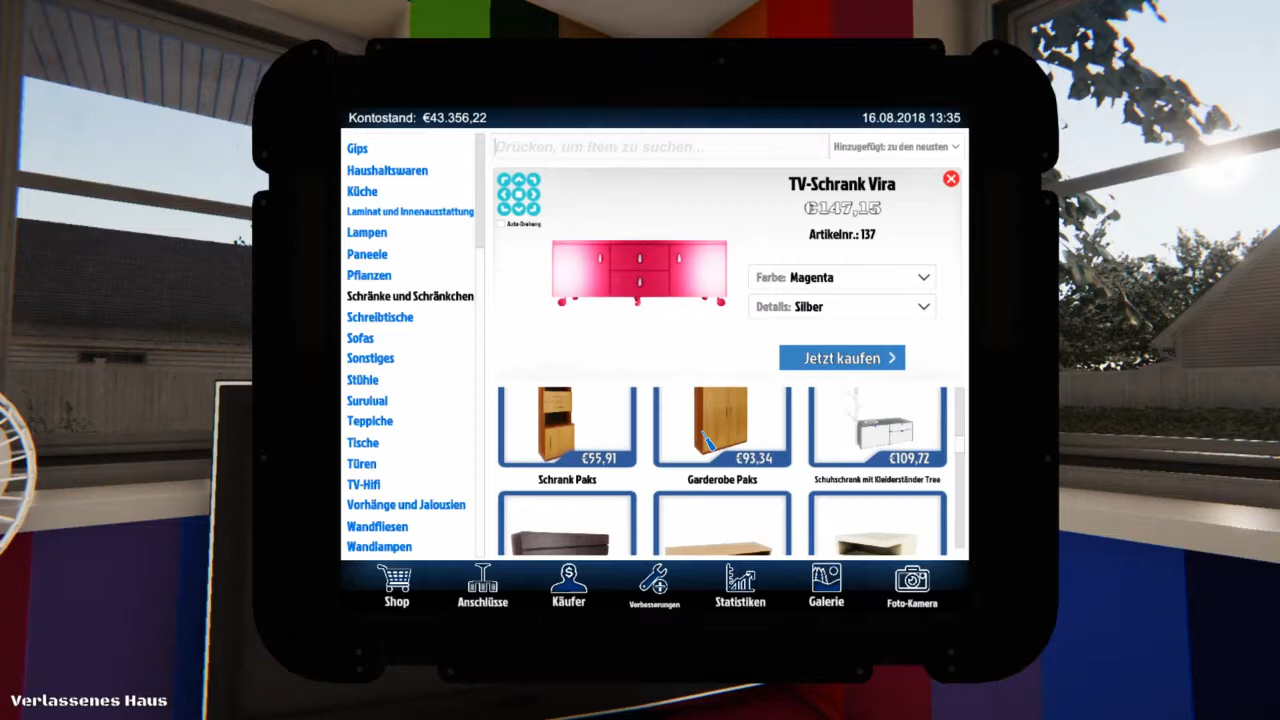 Kontostand: €43.356,22
16.08.2018 13:35
Gips
Haushaltswaren
Küche
Laminat und Innenausstattung
Lampen
Paneele
Pflanzen
Schränke und Schränkchen
Schreibtische
Sofas
Sonstiges
Stühle
Survival
Teppiche
Tische
Türen
TV-Hifi
Vorhänge und Jalousien
Wandfliesen
Wandlampen
Drücken, um Item zu suchen...
Hinzugefügt: zu den neusten
Auto-Drehung
TV-Schrank Vira
€147,15
Artikelnr.: 137
Farbe: Magenta
Details: Silber
Jetzt kaufen
€55,91
€93,34
€109,72
Schrank Paks
Garderobe Paks
Schuhschrank mit Kleiderständer Tree
Shop
Anschlüsse
Käufer
Verbesserungen
Statistiken
Galerie
Foto-Kamera
Verlassenes Haus